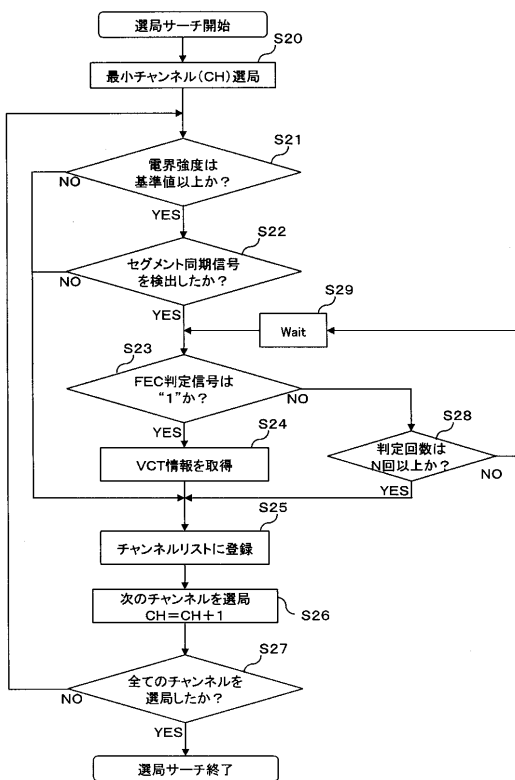 選局サーチ開始
S20
最小チャンネル(CH)選局
S21
電界強度は
基準値以上か?
NO
YES
S22
セグメント同期信号
を検出したか?
NO
YES
S29
Wait
S23
FEC判定信号は
“1”か?
NO
YES
S28
判定回数は
N回以上か?
NO
YES
S24
VCT情報を取得
S25
チャンネルリストに登録
次のチャンネルを選局
CH=CH+1
S26
S27
全てのチャンネルを
選局したか?
NO
YES
選局サーチ終了